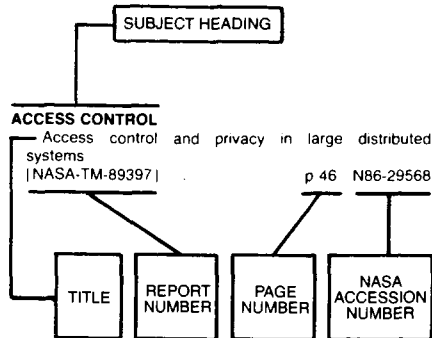 SUBJECT HEADING
ACCESS CONTROL
Access control and privacy in large distributed
systems
|NASA-TM-89397| p 46 N86-29568
TITLE
REPORT
NUMBER
PAGE
NUMBER
NASA
ACCESSION
NUMBER